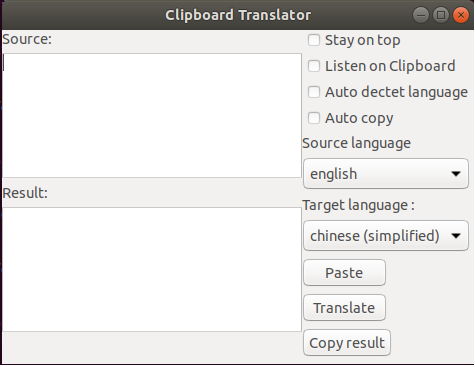 Clipboard Translator
Source:
Stay on top
Listen on Clipboard
Auto dectet language
Auto copy
Source language
english
Result:
Target language :
chinese (simplified)
Paste
Translate
Copy result